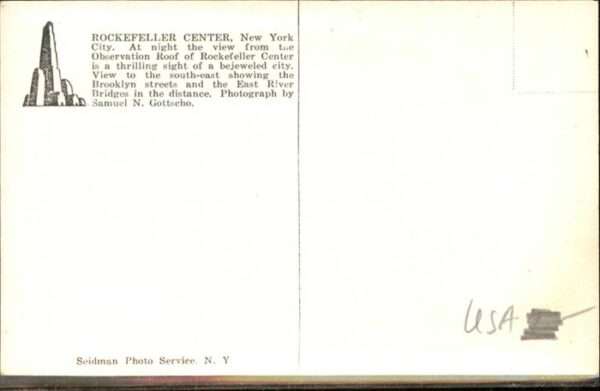 ROCKEFELLER CENTER, New York
City. At night the view from the
Observation Roof of Rockefeller Center
is a thrilling sight of a bejeweled city.
View to the south-east showing the
Brooklyn streets and the East River
Bridges in the distance. Photograph by
Samuel N. Gottscho.
USA
Seidman Photo Service, N. Y